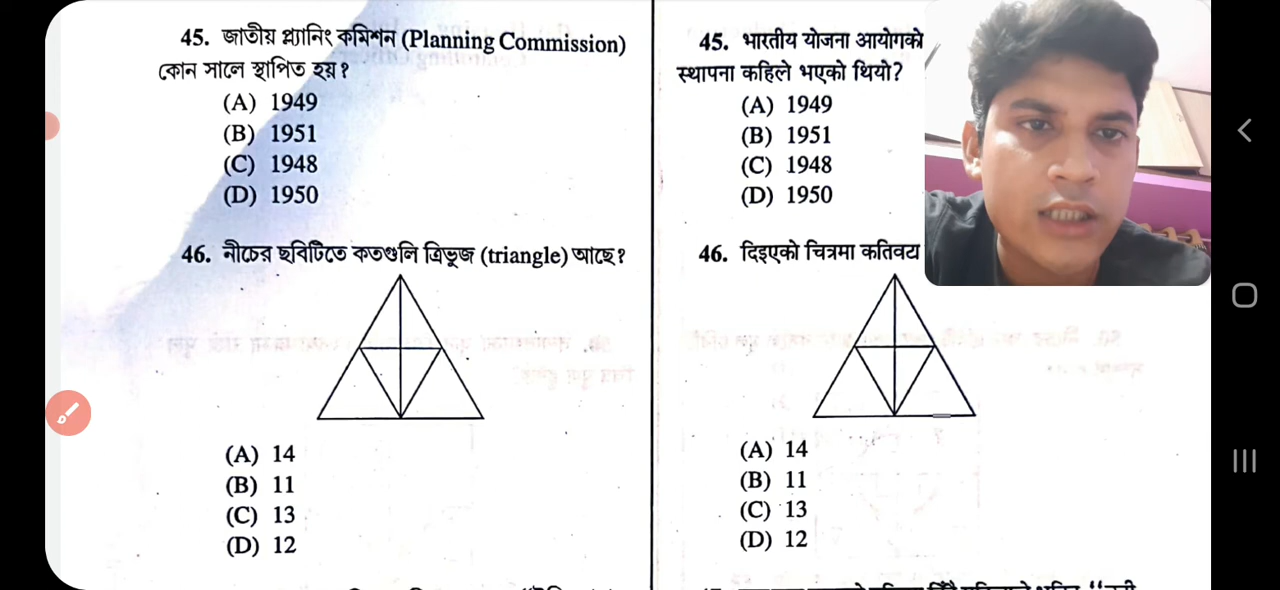 45. জাতীয় প্ল্যানিং কমিশন (Planning Commission)
কোন সালে স্থাপিত হয়?
(A) 1949
(B) 1951
(C) 1948
(D) 1950
46. নীচের ছবিটিতে কতগুলি ত্রিভুজ (triangle) আছে?
(A) 14
(B) 11
(C) 13
(D) 12
45. भारतीय योजना आयोगको
स्थापना कहिले भएको थियो?
(A) 1949
(B) 1951
(C) 1948
(D) 1950
46. दिइएको चित्रमा कतिवटा
(A) 14
(B) 11
(C) 13
(D) 12